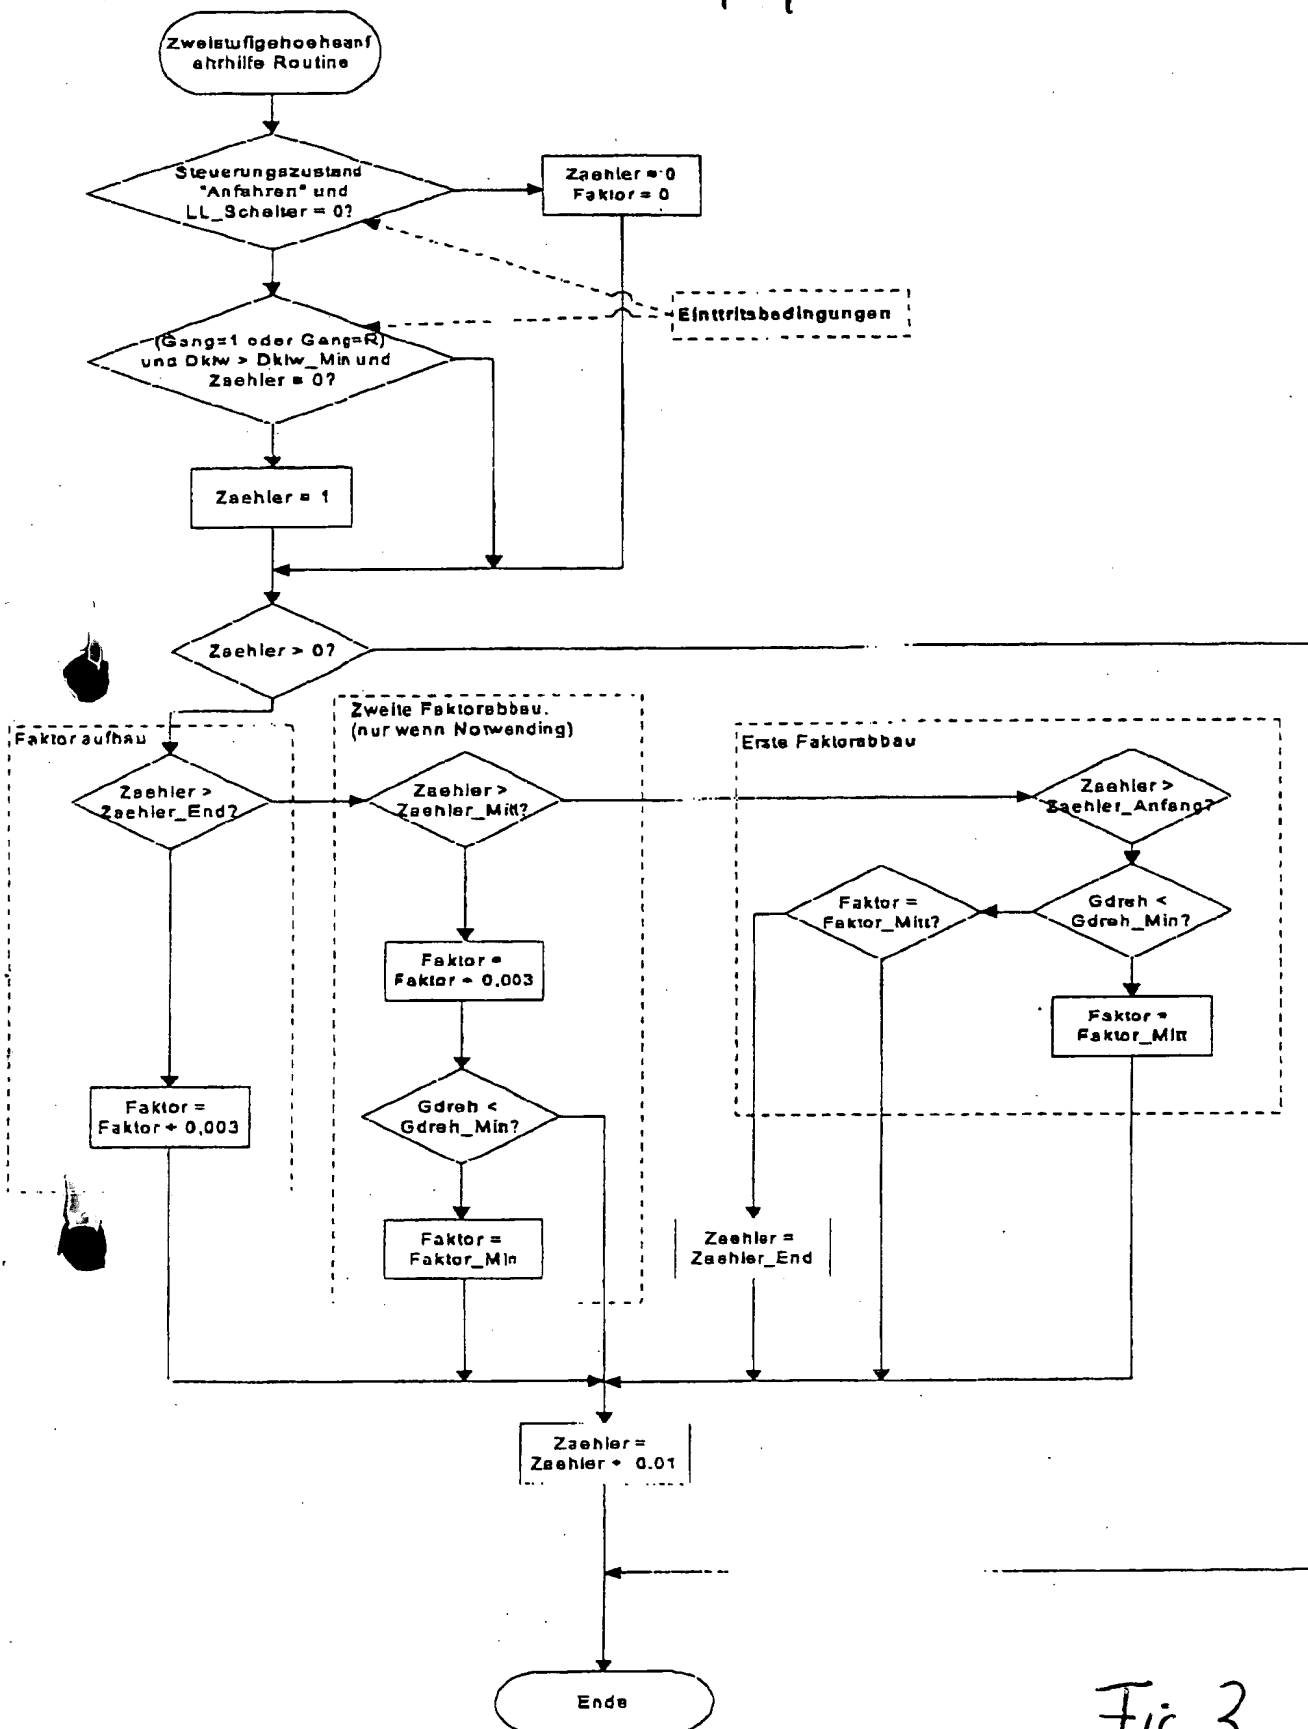 Zweistufigehoeheanf
ahrhilfe Routine
Steuerungszustand
"Anfahren" und
LL_Schalter = 0?
Zaehler = 0
Faktor = 0
Einttritsbedingungen
(Gang=1 oder Gang=R)
und Dklw > Dklw_Min und
Zaehler = 0?
Zaehler = 1
Zaehler > 0?
Faktoraufbau
Zaehler >
Zaehler_End?
Faktor =
Faktor + 0,003
Zweite Faktorabbau.
(nur wenn Notwending)
Zaehler >
Zaehler_Mitt?
Faktor =
Faktor - 0,003
Gdreh <
Gdreh_Min?
Faktor =
Faktor_Min
Erste Faktorabbau
Zaehler >
Zaehler_Anfang?
Gdreh <
Gdreh_Min?
Faktor =
Faktor_Mitt?
Faktor =
Faktor_Mitt
Zaehler =
Zaehler_End
Zaehler =
Zaehler + 0.01
Ende
Fig 3